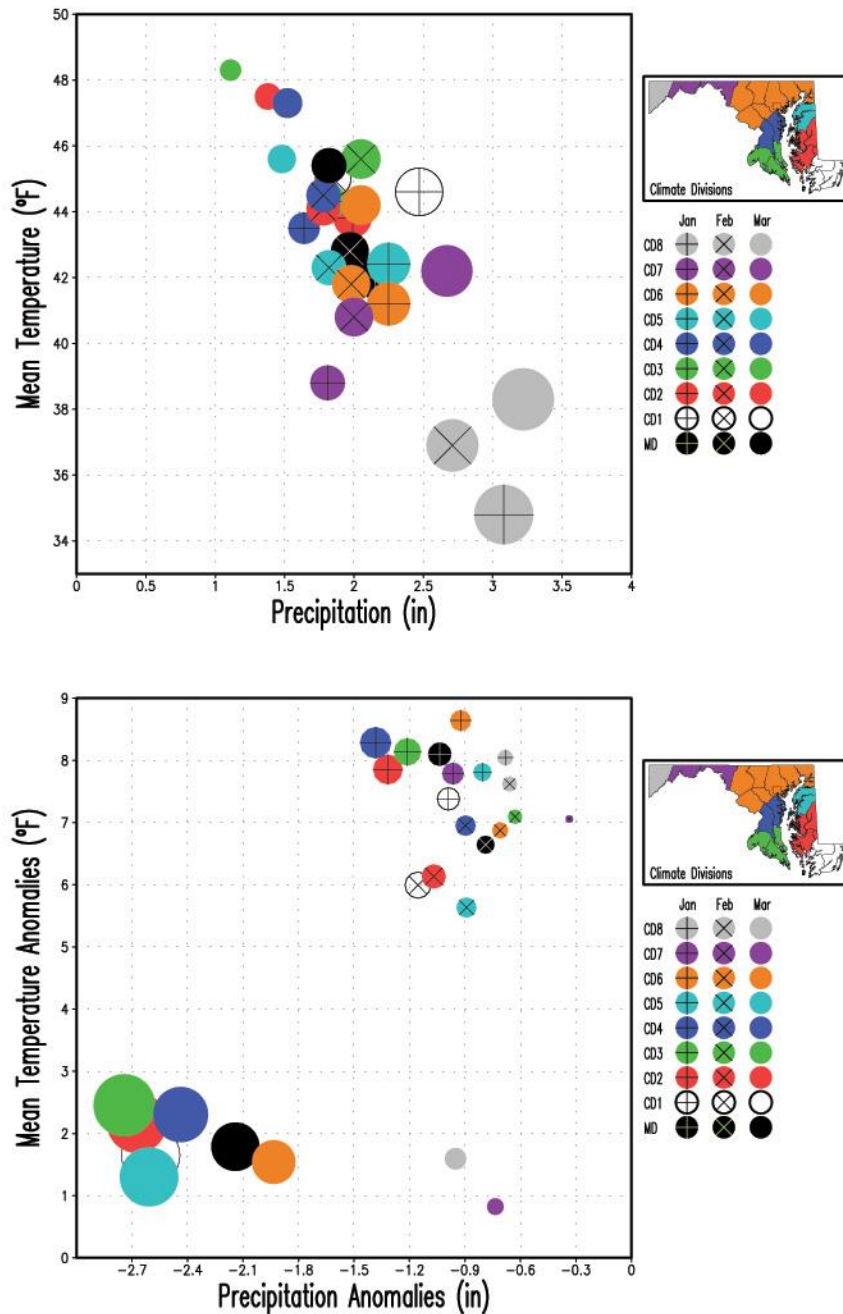 50
48
46
44
42
40
38
36
34
Mean Temperature (°F)
0 0.5 1 1.5 2 2.5 3 3.5 4
Precipitation (in)
Climate Divisions
Jan Feb Mar
CD8
CD7
CD6
CD5
CD4
CD3
CD2
CD1
MD
9
8
7
6
5
4
3
2
1
0
Mean Temperature Anomalies (°F)
-2.7 -2.4 -2.1 -1.8 -1.5 -1.2 -0.9 -0.6 -0.3 0
Precipitation Anomalies (in)
Climate Divisions
Jan Feb Mar
CD8
CD7
CD6
CD5
CD4
CD3
CD2
CD1
MD